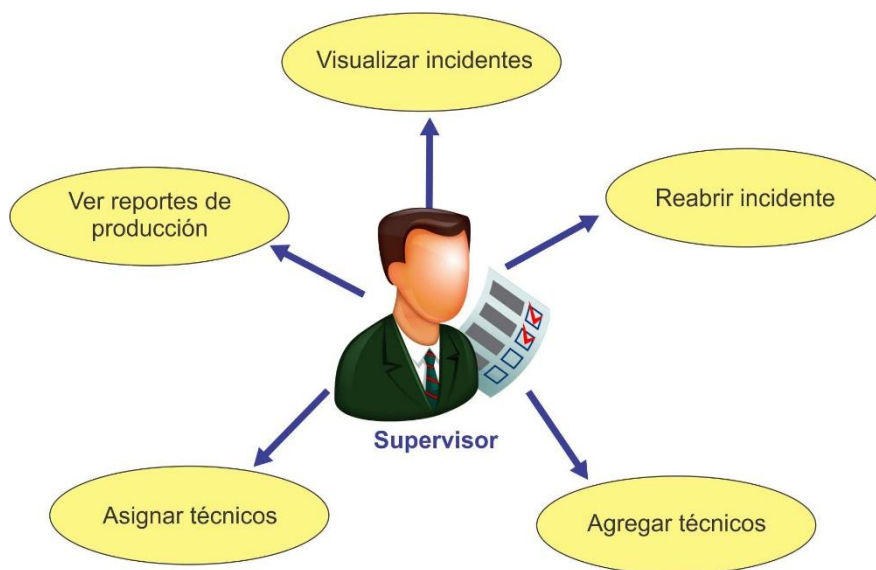 Visualizar incidentes
Ver reportes de
producción
Reabrir incidente
Supervisor
Asignar técnicos
Agregar técnicos